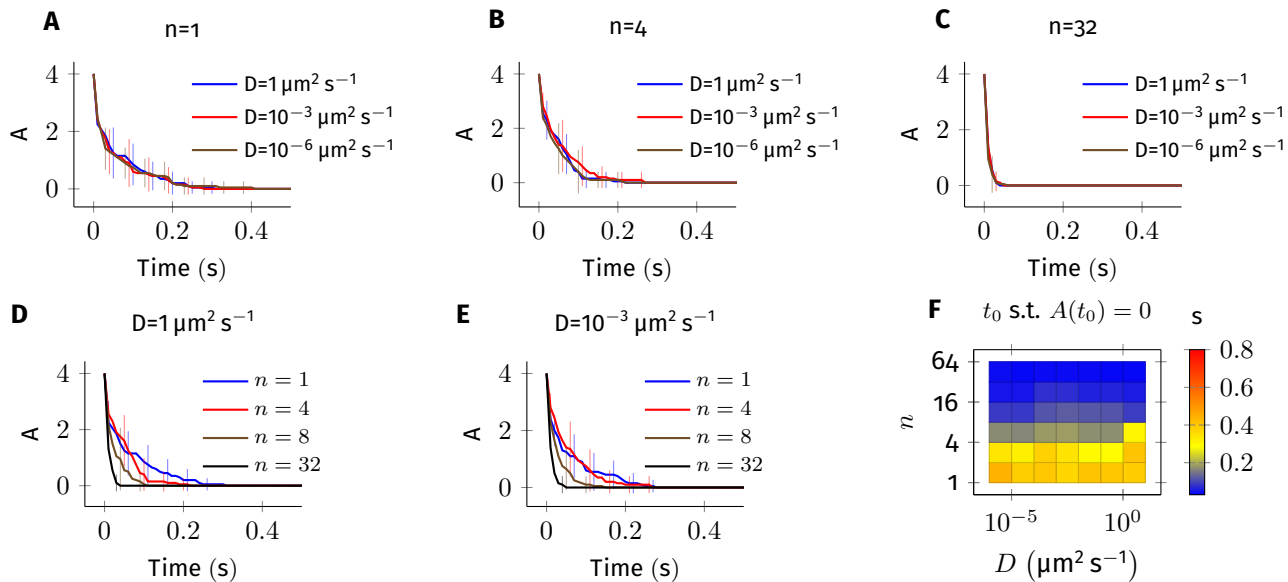 A
n=1
4
2
0
A
D=1 μm² s⁻¹
D=10⁻³ μm² s⁻¹
D=10⁻⁶ μm² s⁻¹
0
0.2
0.4
Time (s)
B
n=4
4
2
0
A
D=1 μm² s⁻¹
D=10⁻³ μm² s⁻¹
D=10⁻⁶ μm² s⁻¹
0
0.2
0.4
Time (s)
C
n=32
4
2
0
A
D=1 μm² s⁻¹
D=10⁻³ μm² s⁻¹
D=10⁻⁶ μm² s⁻¹
0
0.2
0.4
Time (s)
D
D=1 μm² s⁻¹
4
2
0
A
n = 1
n = 4
n = 8
n = 32
0
0.2
0.4
Time (s)
E
D=10⁻³ μm² s⁻¹
4
2
0
A
n = 1
n = 4
n = 8
n = 32
0
0.2
0.4
Time (s)
F
t₀ s.t. A(t₀) = 0
s
64
16
4
1
n
10⁻⁵
10⁰
D (μm² s⁻¹)
0.8
0.6
0.4
0.2